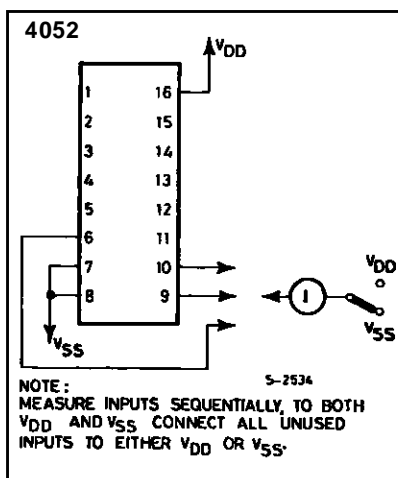 4052
VDD
1 16
2 15
3 14
4 13
5 12
6 11
7 10
8 9
I
VDD
VSS
VSS
S-2534
NOTE:
MEASURE INPUTS SEQUENTIALLY, TO BOTH
VDD AND VSS CONNECT ALL UNUSED
INPUTS TO EITHER VDD OR VSS.